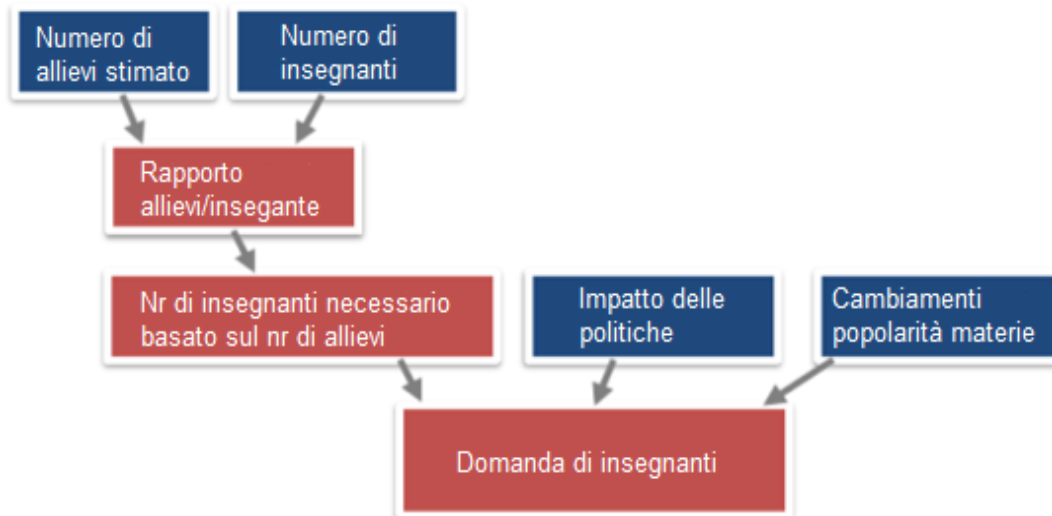 Numero di
allievi stimato
Numero di
insegnanti
Rapporto
allievi/insegante
Nr di insegnanti necessario
basato sul nr di allievi
Impatto delle
politiche
Cambiamenti
popolarità materie
Domanda di insegnanti